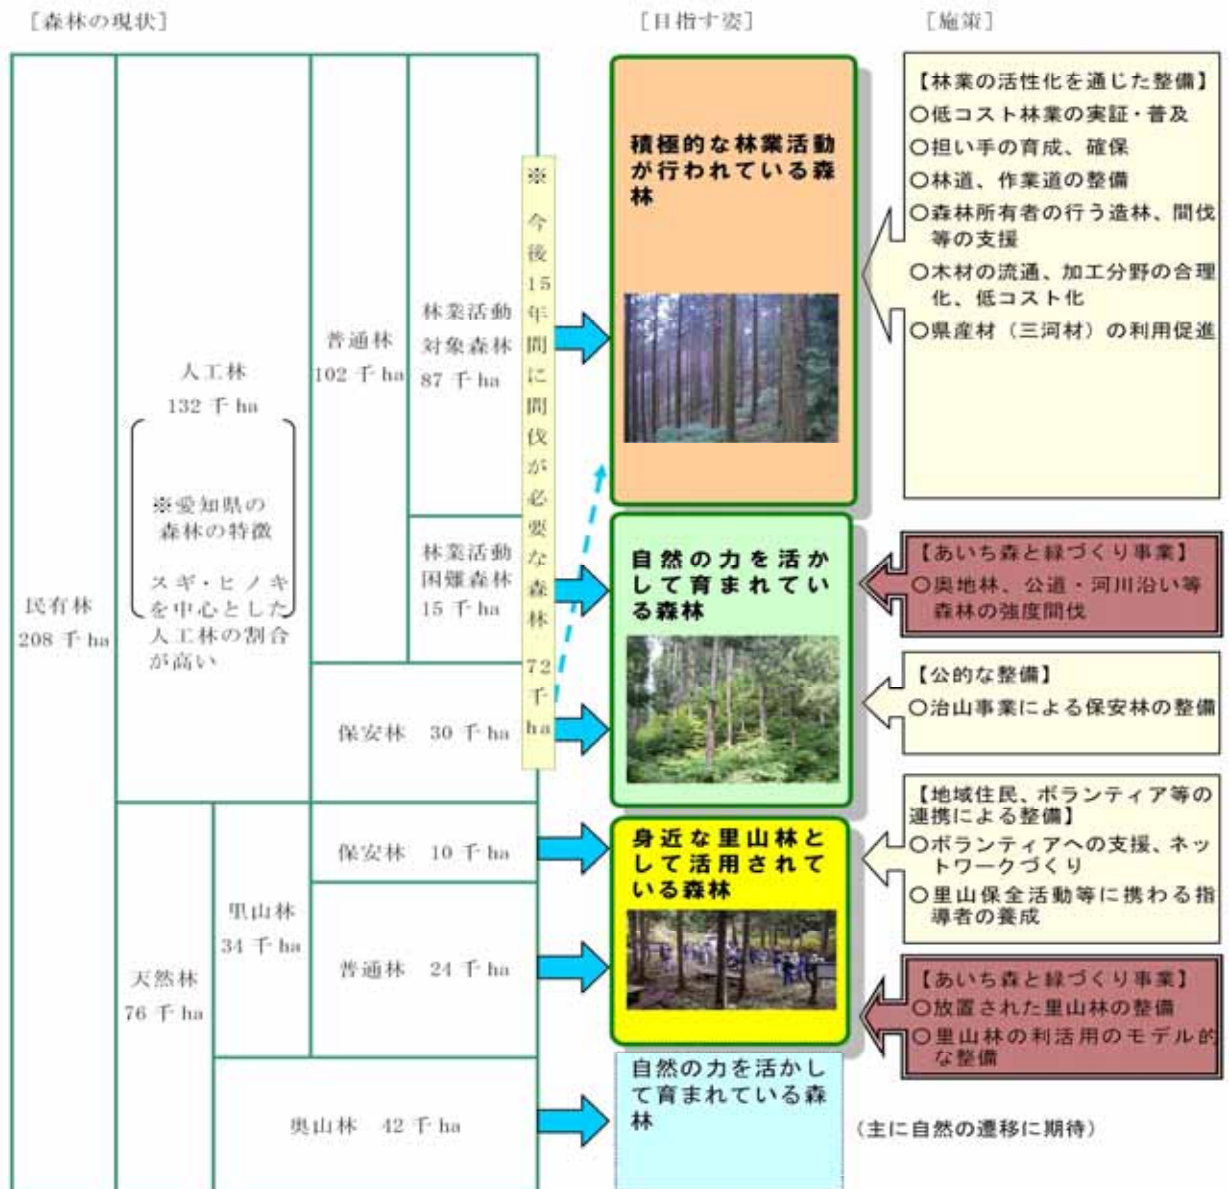 ［森林の現状］
［目指す姿］
［施策］
民有林
208 千 ha
人工林
132 千 ha
※愛知県の
森林の特徴
スギ・ヒノキ
を中心とした
人工林の割合
が高い
普通林
102 千 ha
林業活動
対象森林
87 千 ha
林業活動
困難森林
15 千 ha
保安林　30 千 ha
※　今後15年間に間伐が必要な森林　72千ha
天然林
76 千 ha
里山林
34 千 ha
保安林　10 千 ha
普通林　24 千 ha
奥山林　42 千 ha
積極的な林業活動
が行われている森
林
自然の力を活か
して育まれてい
る森林
身近な里山林と
して活用されて
いる森林
自然の力を活かし
て育まれている森
林
【林業の活性化を通じた整備】
〇低コスト林業の実証・普及
〇担い手の育成、確保
〇林道、作業道の整備
〇森林所有者の行う造林、間伐
等の支援
〇木材の流通、加工分野の合理
化、低コスト化
〇県産材（三河材）の利用促進
【あいち森と緑づくり事業】
〇奥地林、公道・河川沿い等
森林の強度間伐
【公的な整備】
〇治山事業による保安林の整備
【地域住民、ボランティア等の
連携による整備】
〇ボランティアへの支援、ネッ
トワークづくり
〇里山保全活動等に携わる指
導者の養成
【あいち森と緑づくり事業】
〇放置された里山林の整備
〇里山林の利活用のモデル的
な整備
（主に自然の遷移に期待）